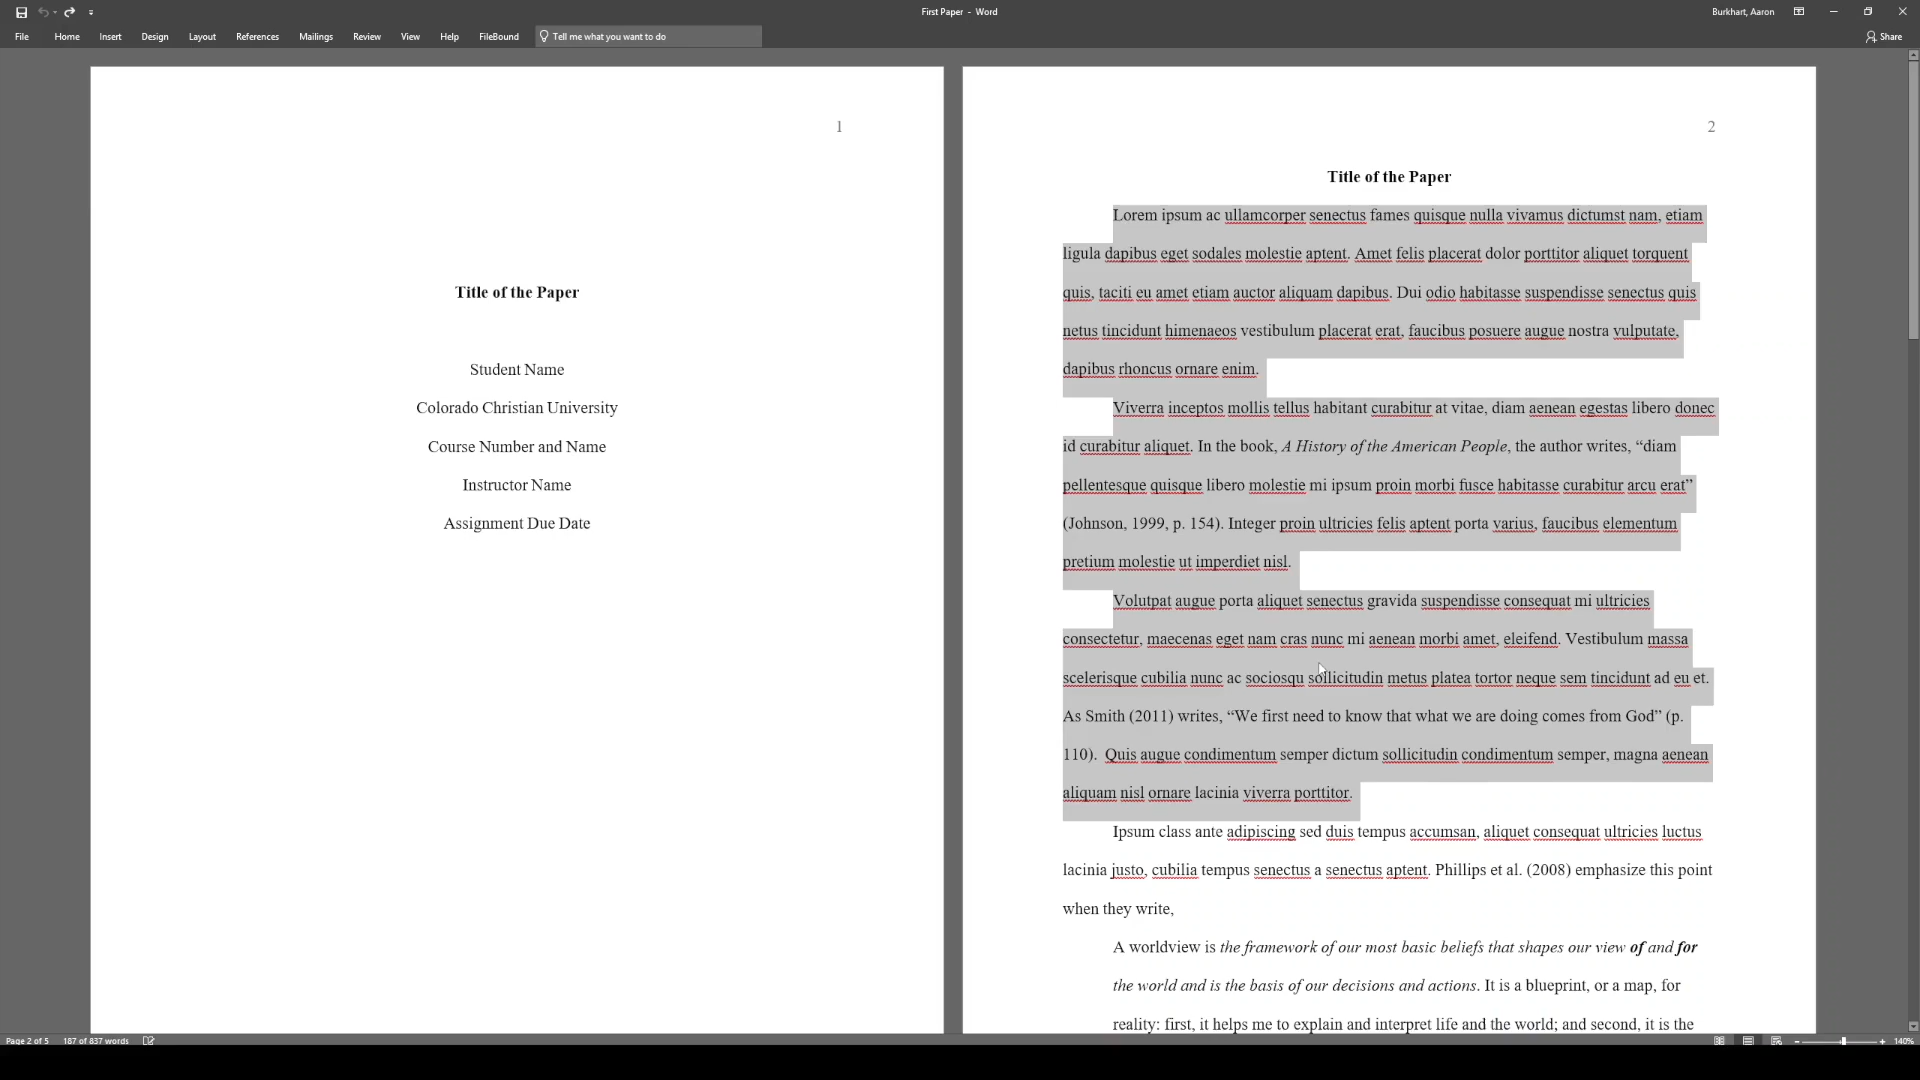 First Paper - Word
Burkhart, Aaron
File Home Insert Design Layout References Mailings Review View Help FileBound Tell me what you want to do Share
1
Title of the Paper
Student Name
Colorado Christian University
Course Number and Name
Instructor Name
Assignment Due Date
2
Title of the Paper
Lorem ipsum ac ullamcorper senectus fames quisque nulla vivamus dictumst nam, etiam
ligula dapibus eget sodales molestie aptent. Amet felis placerat dolor porttitor aliquet torquent
quis, taciti eu amet etiam auctor aliquam dapibus. Dui odio habitasse suspendisse senectus quis
netus tincidunt himenaeos vestibulum placerat erat, faucibus posuere augue nostra vulputate,
dapibus rhoncus ornare enim.
Viverra inceptos mollis tellus habitant curabitur at vitae, diam aenean egestas libero donec
id curabitur aliquet. In the book, A History of the American People, the author writes, “diam
pellentesque quisque libero molestie mi ipsum proin morbi fusce habitasse curabitur arcu erat”
(Johnson, 1999, p. 154). Integer proin ultricies felis aptent porta varius, faucibus elementum
pretium molestie ut imperdiet nisl.
Volutpat augue porta aliquet senectus gravida suspendisse consequat mi ultricies
consectetur, maecenas eget nam cras nunc mi aenean morbi amet, eleifend. Vestibulum massa
scelerisque cubilia nunc ac sociosqu sollicitudin metus platea tortor neque sem tincidunt ad eu et.
As Smith (2011) writes, “We first need to know that what we are doing comes from God” (p.
110).  Quis augue condimentum semper dictum sollicitudin condimentum semper, magna aenean
aliquam nisl ornare lacinia viverra porttitor.
Ipsum class ante adipiscing sed duis tempus accumsan, aliquet consequat ultricies luctus
lacinia justo, cubilia tempus senectus a senectus aptent. Phillips et al. (2008) emphasize this point
when they write,
A worldview is the framework of our most basic beliefs that shapes our view of and for
the world and is the basis of our decisions and actions. It is a blueprint, or a map, for
reality: first, it helps me to explain and interpret life and the world; and second, it is the
Page 2 of 5 187 of 837 words
140%